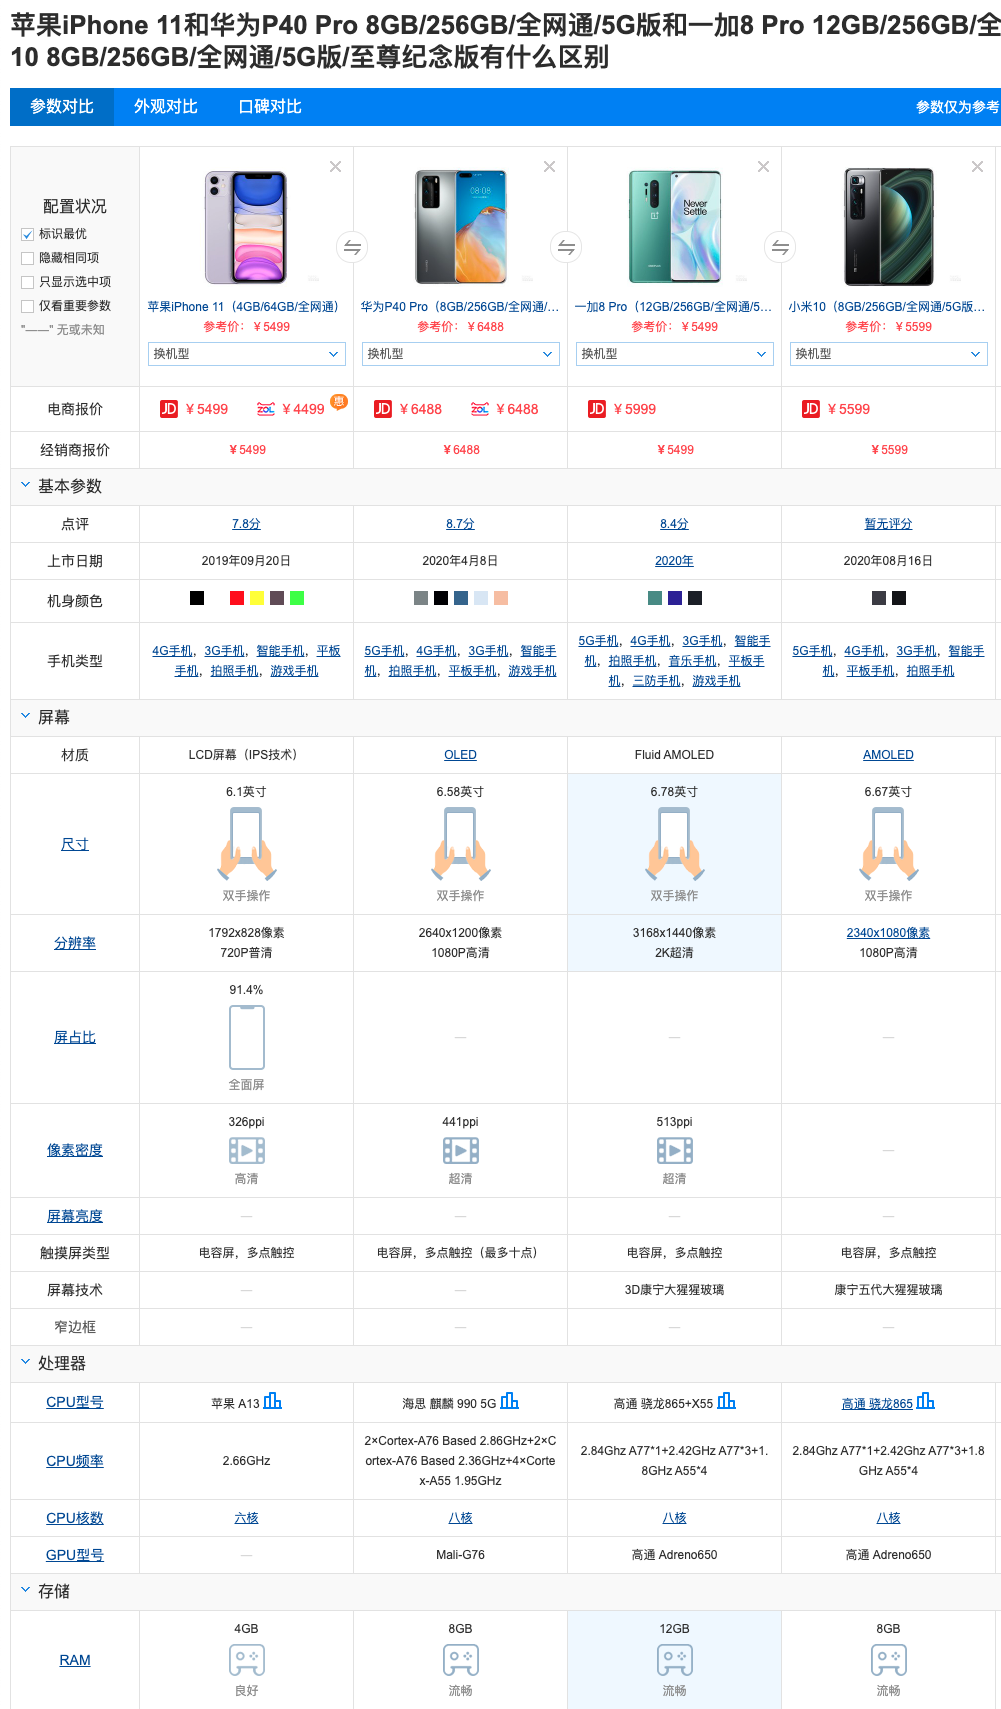 苹果iPhone 11和华为P40 Pro 8GB/256GB/全网通/5G版和一加8 Pro 12GB/256GB/全
10 8GB/256GB/全网通/5G版/至尊纪念版有什么区别
参数对比 外观对比 口碑对比 参数仅为参考
配置状况
标识最优
隐藏相同项
只显示选中项
仅看重要参数
"——" 无或未知
08:08
Never
Settle
苹果iPhone 11（4GB/64GB/全网通） 华为P40 Pro（8GB/256GB/全网通/... 一加8 Pro（12GB/256GB/全网通/5... 小米10（8GB/256GB/全网通/5G版...
参考价：￥5499 参考价：￥6488 参考价：￥5499 参考价：￥5599
换机型 换机型 换机型 换机型
电商报价 JD ￥5499 ZOL ￥4499 惠 JD ￥6488 ZOL ￥6488 JD ￥5999 JD ￥5599
经销商报价 ￥5499 ￥6488 ￥5499 ￥5599
基本参数
点评 7.8分 8.7分 8.4分 暂无评分
上市日期 2019年09月20日 2020年4月8日 2020年 2020年08月16日
机身颜色
手机类型 4G手机，3G手机，智能手机，平板手机，拍照手机，游戏手机 5G手机，4G手机，3G手机，智能手机，拍照手机，平板手机，游戏手机 5G手机，4G手机，3G手机，智能手机，拍照手机，音乐手机，平板手机，三防手机，游戏手机 5G手机，4G手机，3G手机，智能手机，平板手机，拍照手机
屏幕
材质 LCD屏幕（IPS技术） OLED Fluid AMOLED AMOLED
尺寸 6.1英寸 6.58英寸 6.78英寸 6.67英寸
双手操作 双手操作 双手操作 双手操作
分辨率 1792x828像素 2640x1200像素 3168x1440像素 2340x1080像素
720P普清 1080P高清 2K超清 1080P高清
屏占比 91.4% — — —
全面屏
像素密度 326ppi 441ppi 513ppi —
高清 超清 超清
屏幕亮度 — — — —
触摸屏类型 电容屏，多点触控 电容屏，多点触控（最多十点） 电容屏，多点触控 电容屏，多点触控
屏幕技术 — — 3D康宁大猩猩玻璃 康宁五代大猩猩玻璃
窄边框 — — — —
处理器
CPU型号 苹果 A13 海思 麒麟 990 5G 高通 骁龙865+X55 高通 骁龙865
CPU频率 2.66GHz 2×Cortex-A76 Based 2.86GHz+2×Cortex-A76 Based 2.36GHz+4×Cortex-A55 1.95GHz 2.84Ghz A77*1+2.42GHz A77*3+1.8GHz A55*4 2.84Ghz A77*1+2.42Ghz A77*3+1.8GHz A55*4
CPU核数 六核 八核 八核 八核
GPU型号 — Mali-G76 高通 Adreno650 高通 Adreno650
存储
RAM 4GB 8GB 12GB 8GB
良好 流畅 流畅 流畅